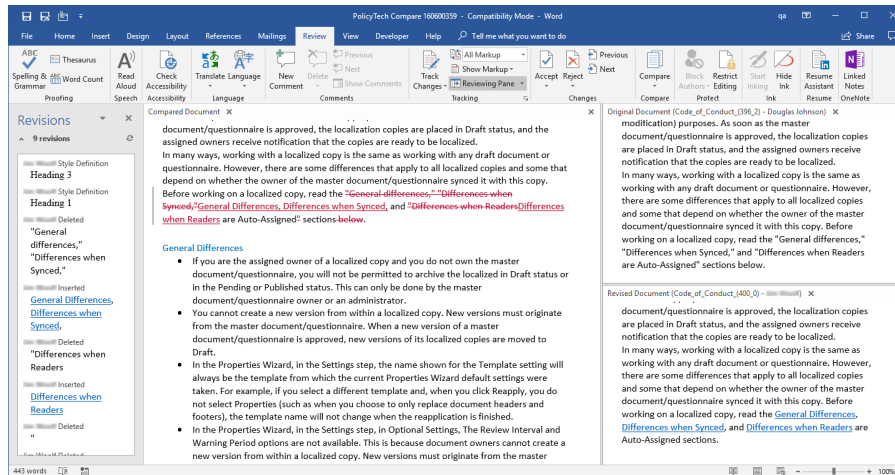 PolicyTech Compare 160600359 - Compatibility Mode - Word
qa
File Home Insert Design Layout References Mailings Review View Developer Help Tell me what you want to do Share
ABC
Spelling & Grammar
Thesaurus
ABC 123 Word Count
Proofing
Read Aloud
Speech
Check Accessibility
Accessibility
Translate Language
Language
New Comment
Delete
Previous
Next
Show Comments
Comments
Track Changes
All Markup
Show Markup
Reviewing Pane
Tracking
Accept Reject
Previous
Next
Changes
Compare
Compare
Block Authors
Restrict Editing
Protect
Start Inking
Hide Ink
Ink
Resume Assistant
Resume
Linked Notes
OneNote
Revisions
9 revisions
Style Definition
Heading 3
Style Definition
Heading 1
Deleted
"General
differences,"
"Differences when
Synced,"
Inserted
General Differences,
Differences when
Synced,
Deleted
"Differences when
Readers
Inserted
Differences when
Readers
Deleted
"
Compared Document
document/questionnaire is approved, the localization copies are placed in Draft status, and the
assigned owners receive notification that the copies are ready to be localized.
In many ways, working with a localized copy is the same as working with any draft document or
questionnaire. However, there are some differences that apply to all localized copies and some that
depend on whether the owner of the master document/questionnaire synced it with this copy.
Before working on a localized copy, read the "General differences," "Differences when
Synced,"General Differences, Differences when Synced, and "Differences when ReadersDifferences
when Readers are Auto-Assigned" sections below.
General Differences
• If you are the assigned owner of a localized copy and you do not own the master
document/questionnaire, you will not be permitted to archive the localized in Draft status or
in the Pending or Published status. This can only be done by the master
document/questionnaire owner or an administrator.
• You cannot create a new version from within a localized copy. New versions must originate
from the master document/questionnaire. When a new version of a master
document/questionnaire is approved, new versions of its localized copies are moved to
Draft.
• In the Properties Wizard, in the Settings step, the name shown for the Template setting will
always be the template from which the current Properties Wizard default settings were
taken. For example, if you select a different template and, when you click Reapply, you do
not select Properties (such as when you choose to only replace document headers and
footers), the template name will not change when the reapplication is finished.
• In the Properties Wizard, in the Settings step, in Optional Settings, The Review Interval and
Warning Period options are not available. This is because document owners cannot create a
new version from within a localized copy. New versions must originate from the master
Original Document (Code_of_Conduct_(396_2) - Douglas Johnson)
modification) purposes. As soon as the master
document/questionnaire is approved, the localization copies
are placed in Draft status, and the assigned owners receive
notification that the copies are ready to be localized.
In many ways, working with a localized copy is the same as
working with any draft document or questionnaire. However,
there are some differences that apply to all localized copies
and some that depend on whether the owner of the master
document/questionnaire synced it with this copy. Before
working on a localized copy, read the "General differences,"
"Differences when Synced," and "Differences when Readers
are Auto-Assigned" sections below.
Revised Document (Code_of_Conduct_(400_0) -
document/questionnaire is approved, the localization copies
are placed in Draft status, and the assigned owners receive
notification that the copies are ready to be localized.
In many ways, working with a localized copy is the same as
working with any draft document or questionnaire. However,
there are some differences that apply to all localized copies
and some that depend on whether the owner of the master
document/questionnaire synced it with this copy. Before
working on a localized copy, read the General Differences,
Differences when Synced, and Differences when Readers are
Auto-Assigned sections.
443 words
100%